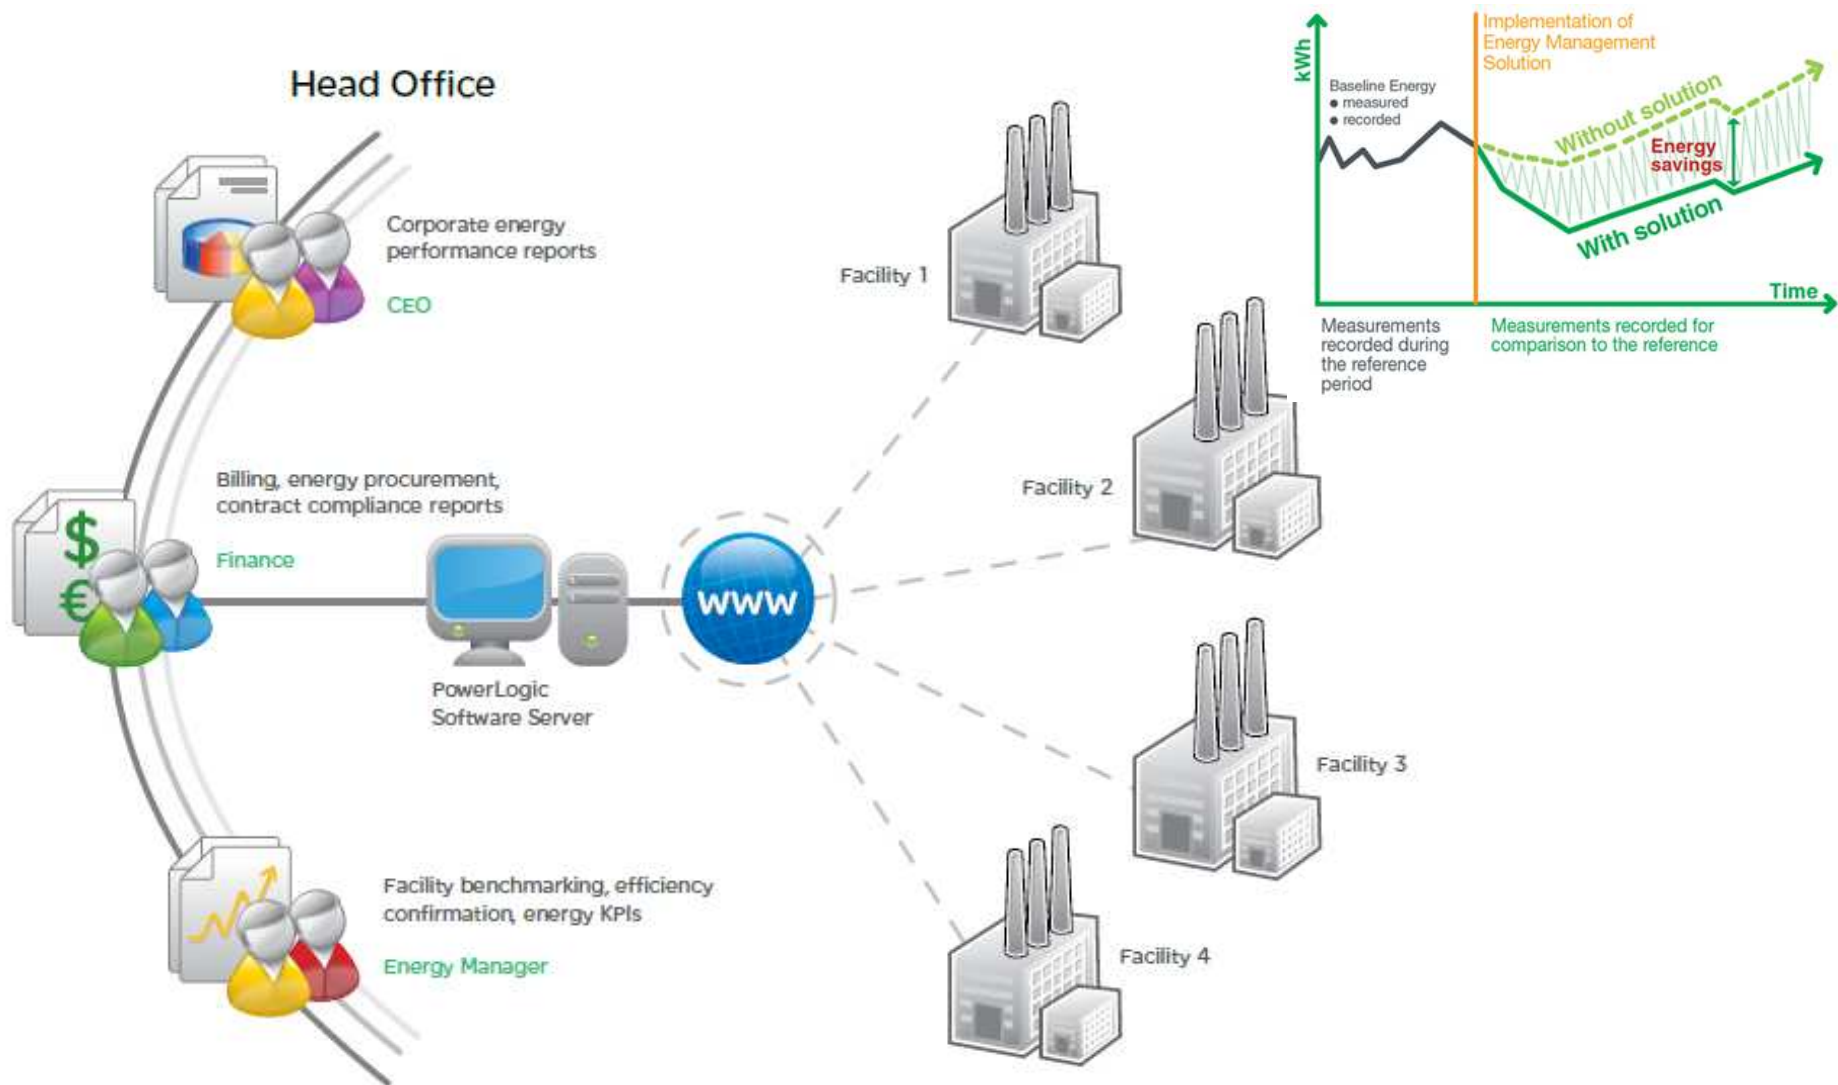 Head Office
Corporate energy
performance reports
CEO
Billing, energy procurement,
contract compliance reports
Finance
$
€
PowerLogic
Software Server
www
Facility benchmarking, efficiency
confirmation, energy KPIs
Energy Manager
Facility 1
Facility 2
Facility 3
Facility 4
kWh
Implementation of
Energy Management
Solution
Baseline Energy
● measured
● recorded
Without solution
Energy
savings
With solution
Time
Measurements
recorded during
the reference
period
Measurements recorded for
comparison to the reference